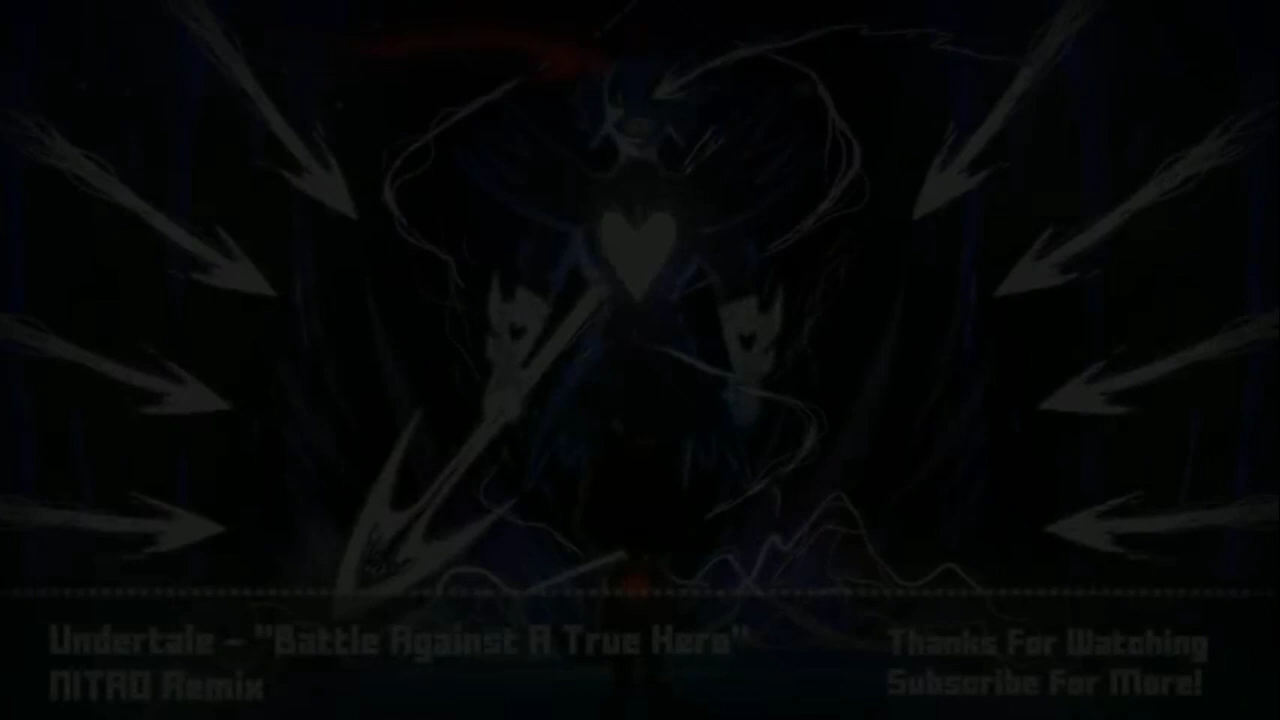 Undertale - "Battle Against A True Hero"
NITRO Remix
Thanks For Watching
Subscribe For More!